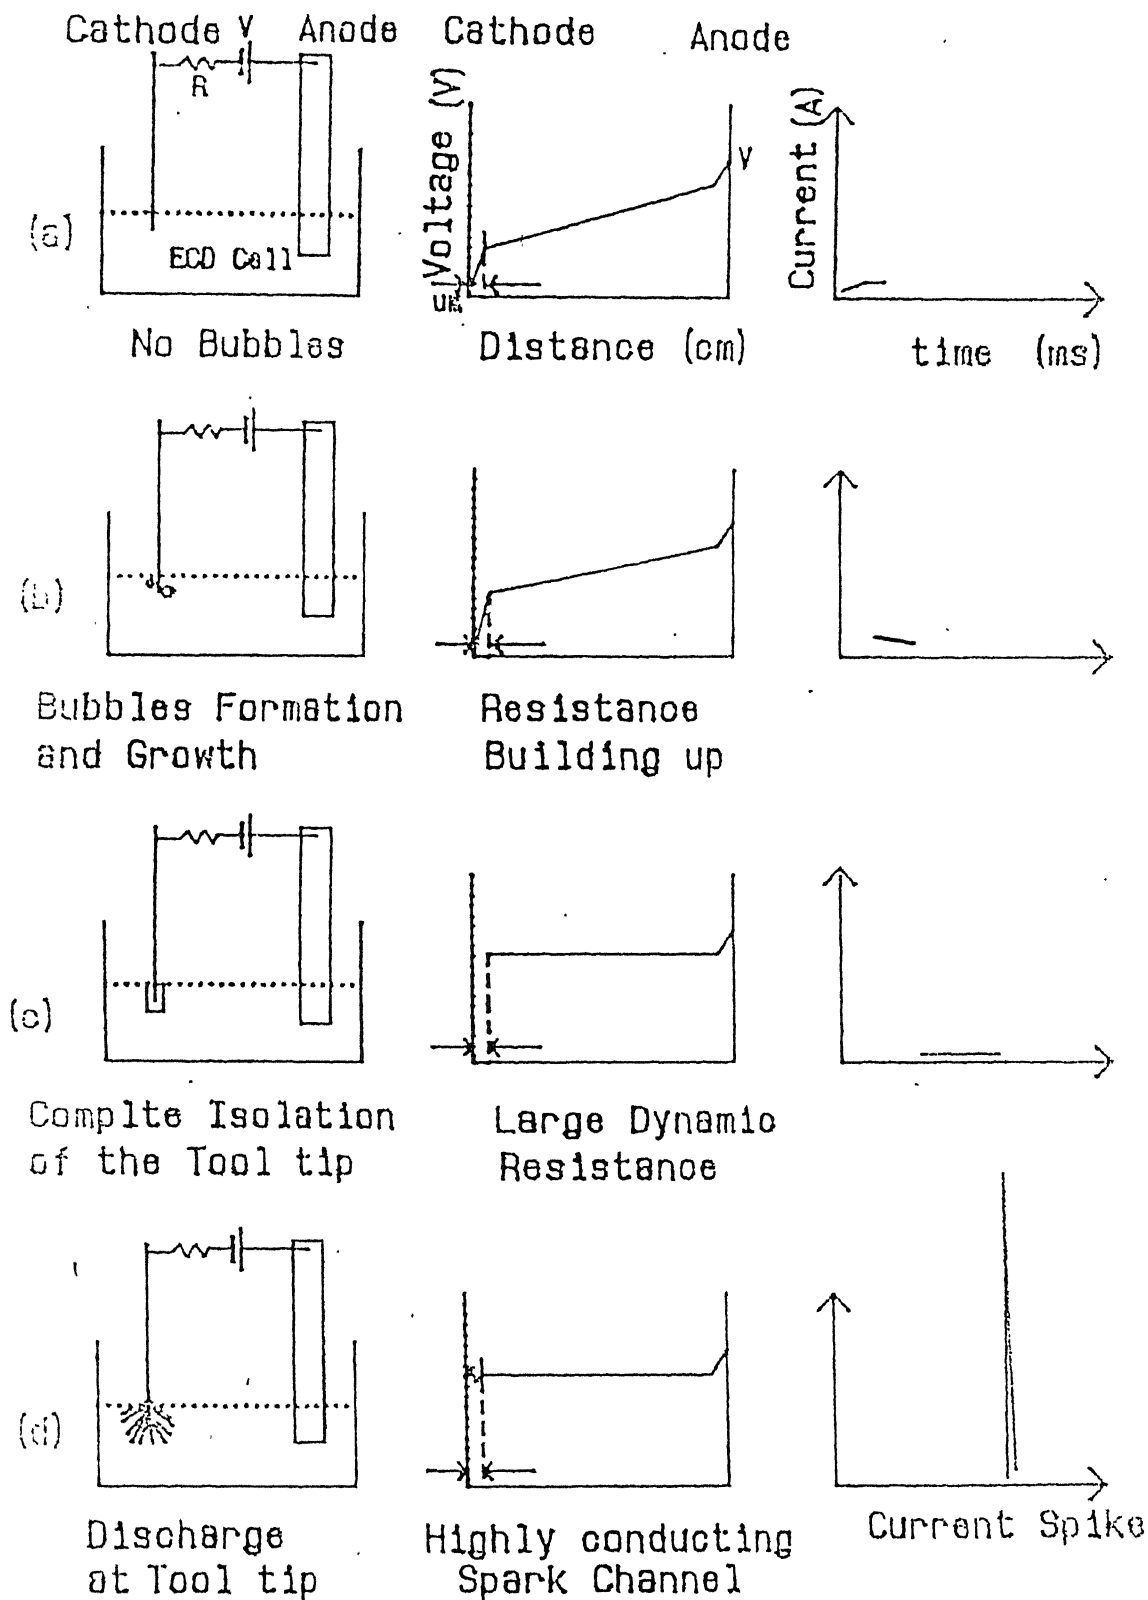 Cathode V Anode Cathode Anode
R
Voltage (V)
V
Current (A)
(a)
ECD Cell
No Bubbles
Distance (cm)
time (ms)
(b)
Bubbles Formation
and Growth
Resistance
Building up
(c)
Complte Isolation
of the Tool tip
Large Dynamic
Resistance
(d)
Discharge
at Tool tip
Highly conducting
Spark Channel
Current Spike